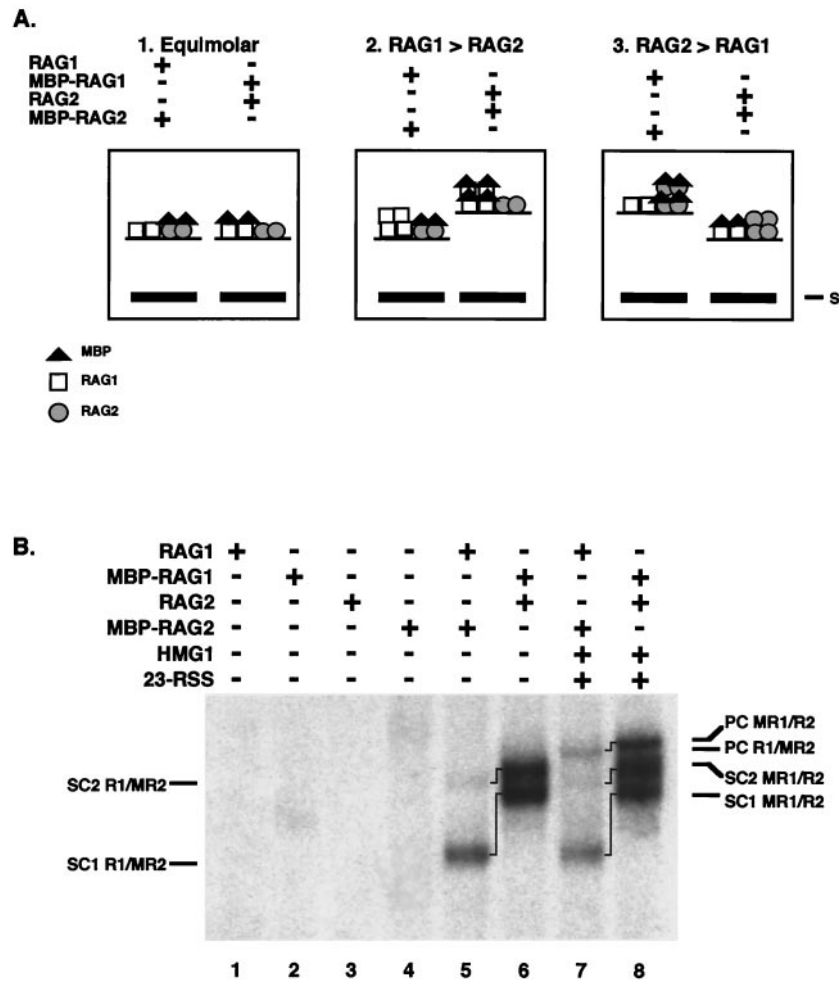 A.
1. Equimolar 2. RAG1 > RAG2 3. RAG2 > RAG1
RAG1 + - + - + -
MBP-RAG1 - + - + - +
RAG2 - + - + - +
MBP-RAG2 + - + - + -
S
MBP
RAG1
RAG2
B.
RAG1 + - - - + - + -
MBP-RAG1 - + - - - + - +
RAG2 - - + - - + - +
MBP-RAG2 - - - + + - + -
HMG1 - - - - - - + +
23-RSS - - - - - - + +
PC MR1/R2
PC R1/MR2
SC2 R1/MR2
SC2 MR1/R2
SC1 MR1/R2
SC1 R1/MR2
1 2 3 4 5 6 7 8